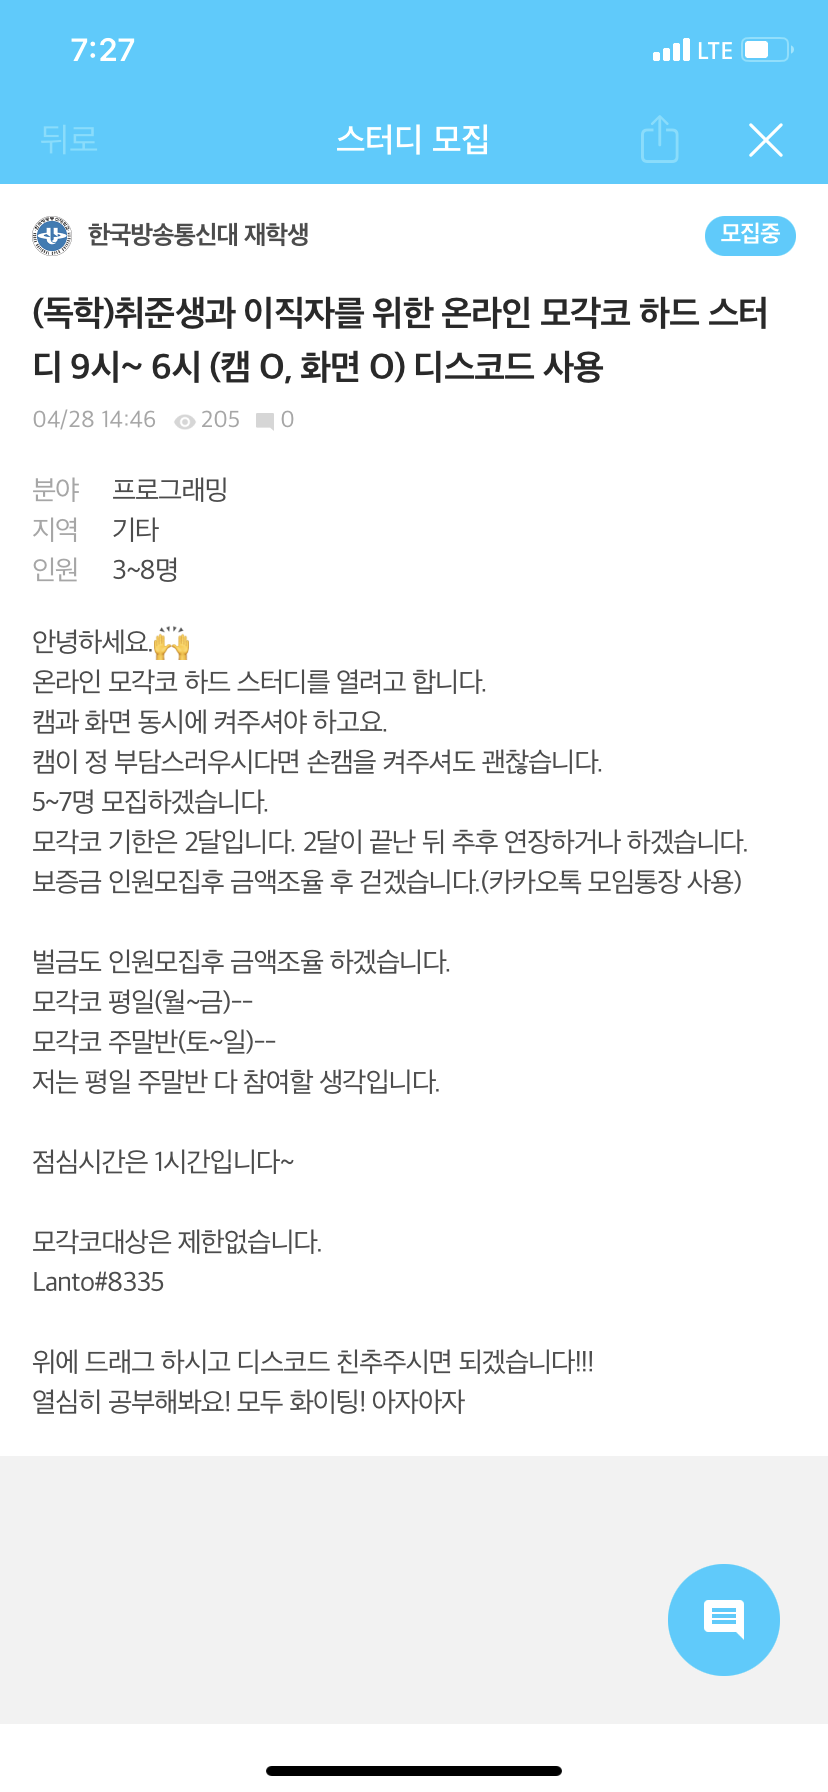 7:27
LTE
뒤로
스터디 모집
한국방송통신대 재학생
모집중
(독학)취준생과 이직자를 위한 온라인 모각코 하드 스터
디 9시~ 6시 (캠 O, 화면 O) 디스코드 사용
04/28 14:46 205 0
분야 프로그래밍
지역 기타
인원 3~8명
안녕하세요.🙌
온라인 모각코 하드 스터디를 열려고 합니다.
캠과 화면 동시에 켜주셔야 하고요.
캠이 정 부담스러우시다면 손캠을 켜주셔도 괜찮습니다.
5~7명 모집하겠습니다.
모각코 기한은 2달입니다. 2달이 끝난 뒤 추후 연장하거나 하겠습니다.
보증금 인원모집후 금액조율 후 걷겠습니다.(카카오톡 모임통장 사용)
벌금도 인원모집후 금액조율 하겠습니다.
모각코 평일(월~금)--
모각코 주말반(토~일)--
저는 평일 주말반 다 참여할 생각입니다.
점심시간은 1시간입니다~
모각코대상은 제한없습니다.
Lanto#8335
위에 드래그 하시고 디스코드 친추주시면 되겠습니다!!!
열심히 공부해봐요! 모두 화이팅! 아자아자